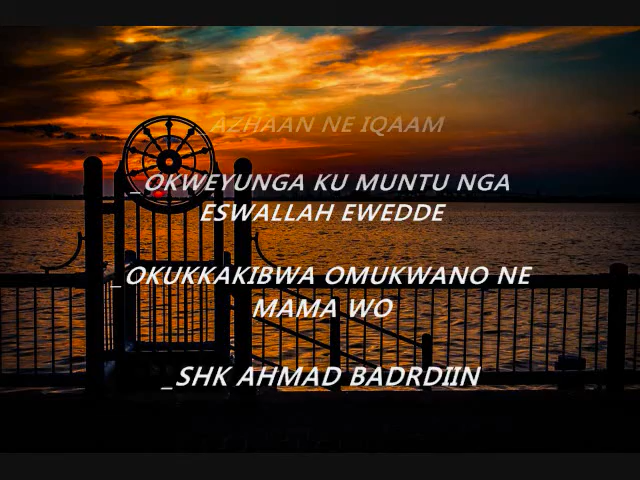 _ AZHAAN NE IQAAM
_OKWEYUNGA KU MUNTU NGA
ESWALLAH EWEDDE
_OKUKKAKIBWA OMUKWANO NE
MAMA WO
_SHK AHMAD BADRDIIN